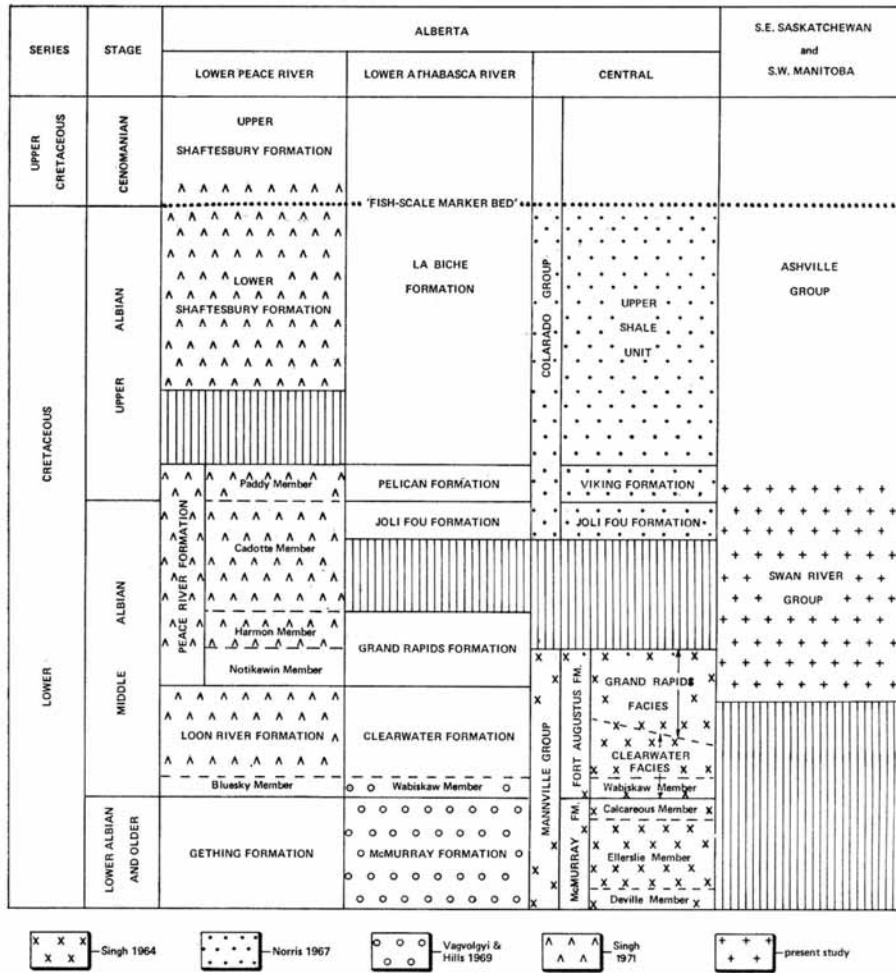 SERIES
STAGE
ALBERTA
S.E. SASKATCHEWAN
and
S.W. MANITOBA
LOWER PEACE RIVER
LOWER ATHABASCA RIVER
CENTRAL
UPPER
CRETACEOUS
CENOMANIAN
UPPER
SHAFTESBURY FORMATION
'FISH-SCALE MARKER BED'
LOWER
CRETACEOUS
UPPER
ALBIAN
LOWER
SHAFTESBURY FORMATION
LA BICHE
FORMATION
COLARADO GROUP
UPPER
SHALE
UNIT
ASHVILLE
GROUP
MIDDLE
ALBIAN
PEACE RIVER FORMATION
Paddy Member
PELICAN FORMATION
VIKING FORMATION
JOLI FOU FORMATION
JOLI FOU FORMATION
Cadotte Member
SWAN RIVER
GROUP
Harmon Member
GRAND RAPIDS FORMATION
Notikewin Member
MANNVILLE GROUP
FORT AUGUSTUS FM.
GRAND RAPIDS
FACIES
LOON RIVER FORMATION
CLEARWATER FORMATION
CLEARWATER
FACIES
Bluesky Member
Wabiskaw Member
Wabiskaw Member
LOWER ALBIAN
AND OLDER
GETHING FORMATION
McMURRAY FORMATION
McMURRAY FM.
Calcareous Member
Ellerslie Member
Deville Member
Singh 1964
Norris 1967
Vagvolgyi &
Hills 1969
Singh
1971
present study